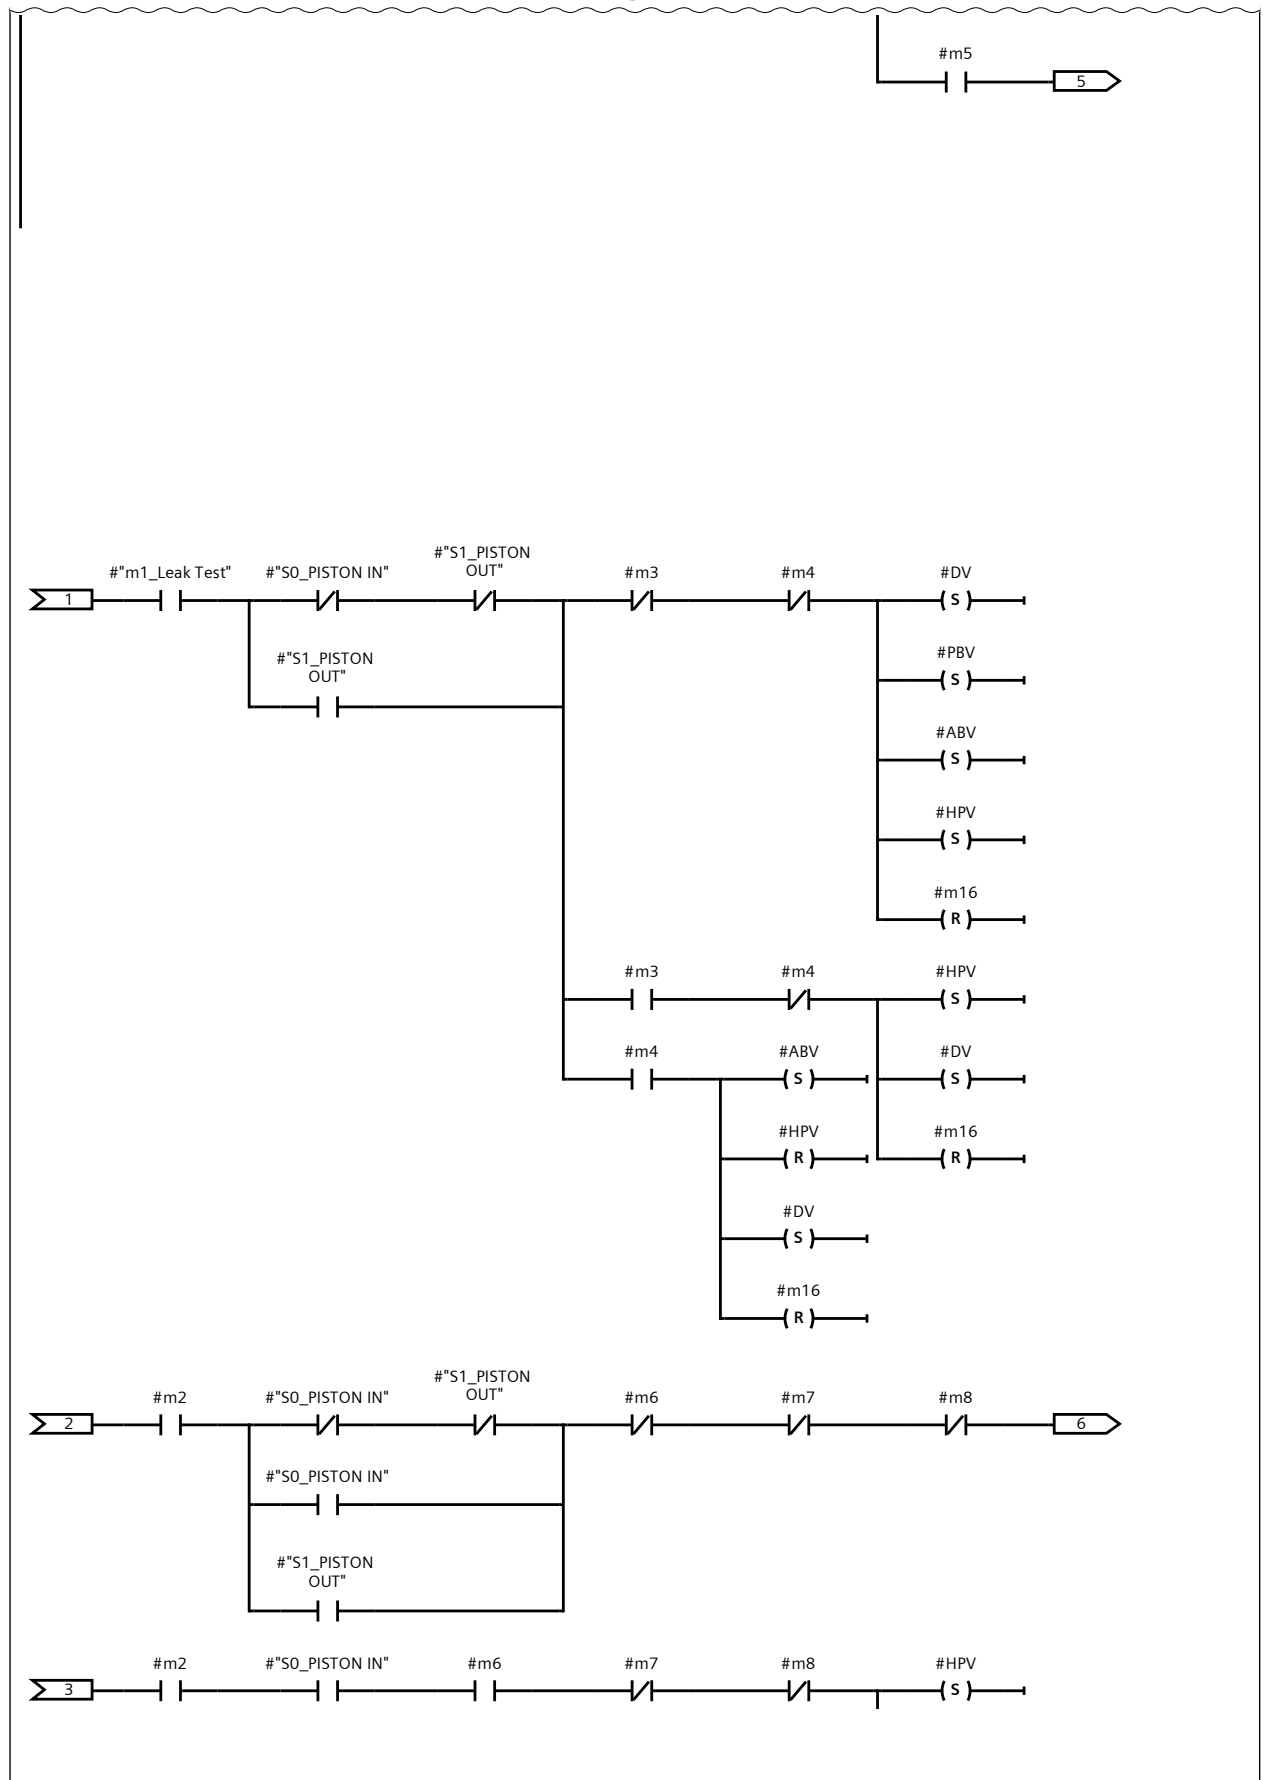 #m5
5
#"S1_PISTON
#"m1_Leak Test" #"S0_PISTON IN" OUT" #m3 #m4 #DV
1 S
#"S1_PISTON #PBV
OUT" S
#ABV
S
#HPV
S
#m16
R
#m3 #m4 #HPV
S
#m4 #ABV #DV
S S
#HPV #m16
R R
#DV
S
#m16
R
#"S1_PISTON
#m2 #"S0_PISTON IN" OUT" #m6 #m7 #m8
2 6
#"S0_PISTON IN"
#"S1_PISTON
OUT"
#m2 #"S0_PISTON IN" #m6 #m7 #m8 #HPV
3 S